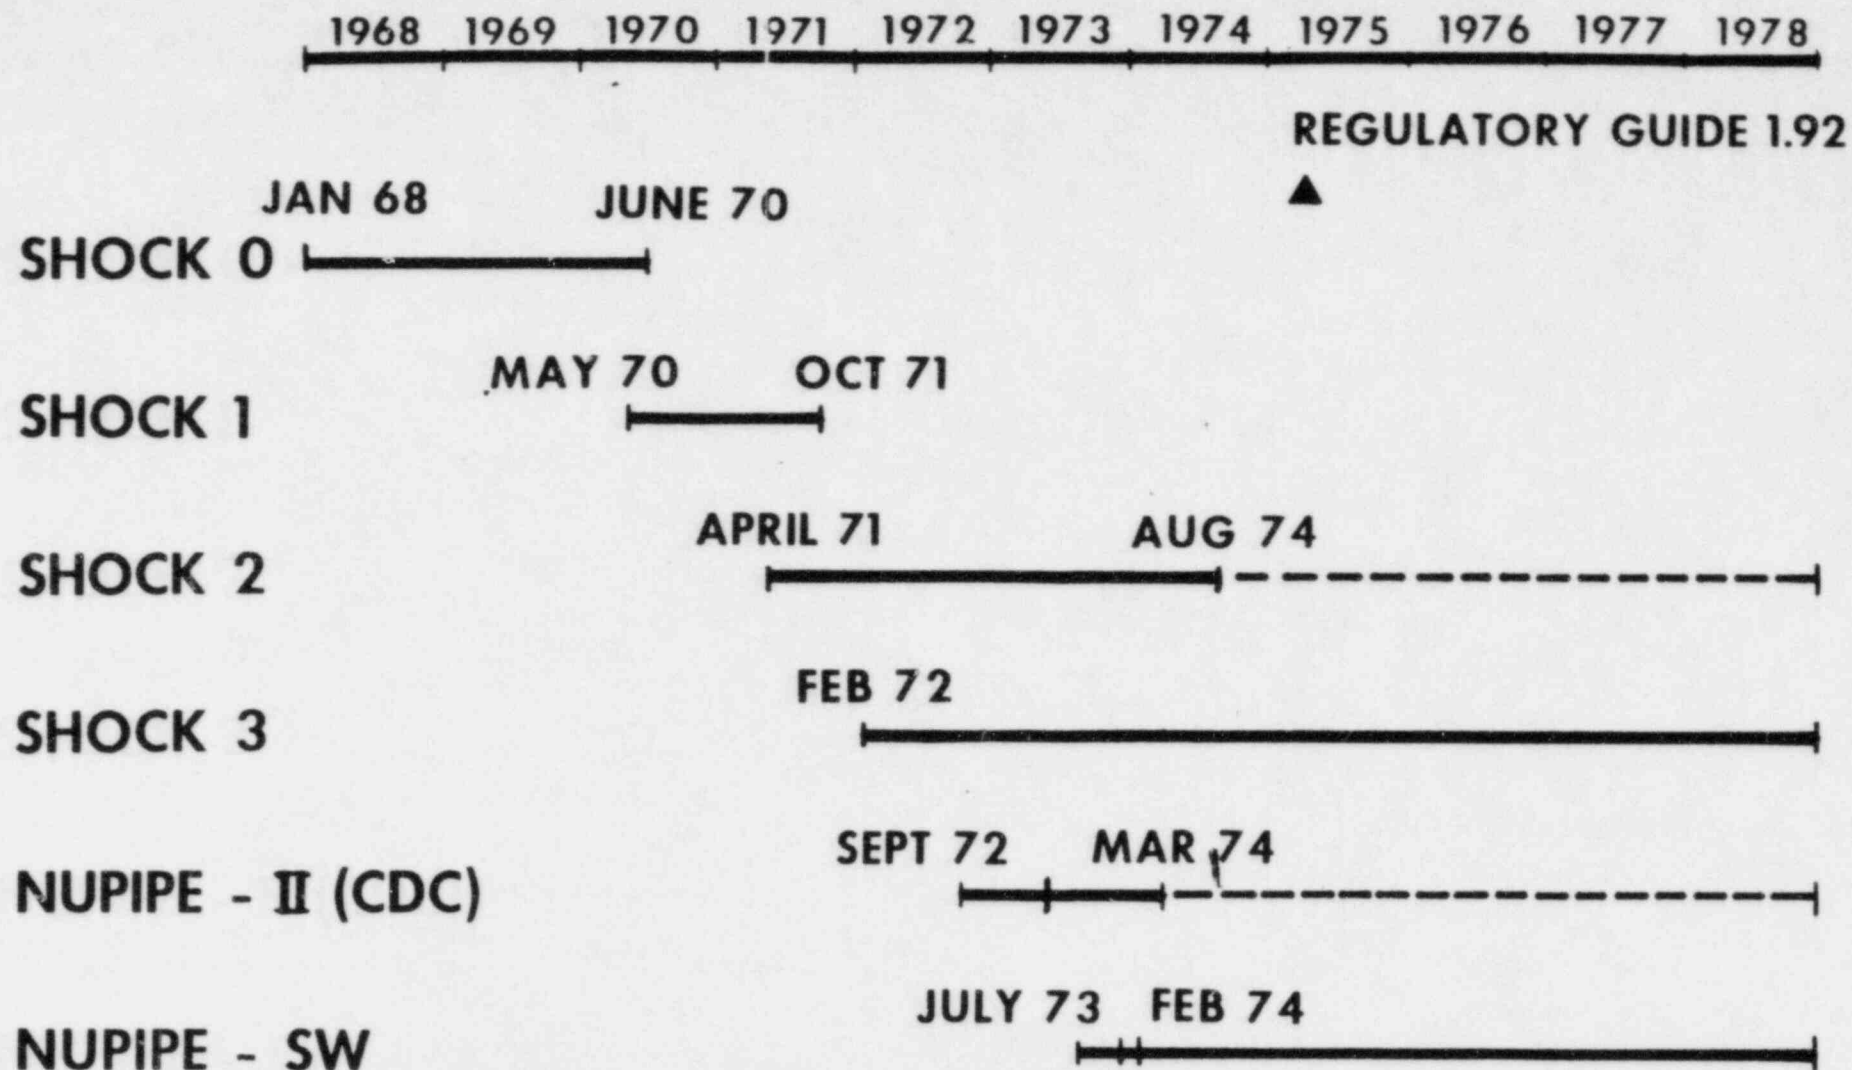 1968 1969 1970 1971 1972 1973 1974 1975 1976 1977 1978
REGULATORY GUIDE 1.92
JAN 68 JUNE 70
SHOCK 0
MAY 70 OCT 71
SHOCK 1
APRIL 71 AUG 74
SHOCK 2
FEB 72
SHOCK 3
SEPT 72 MAR 74
NUPIPE - II (CDC)
JULY 73 FEB 74
NUPIPE - SW